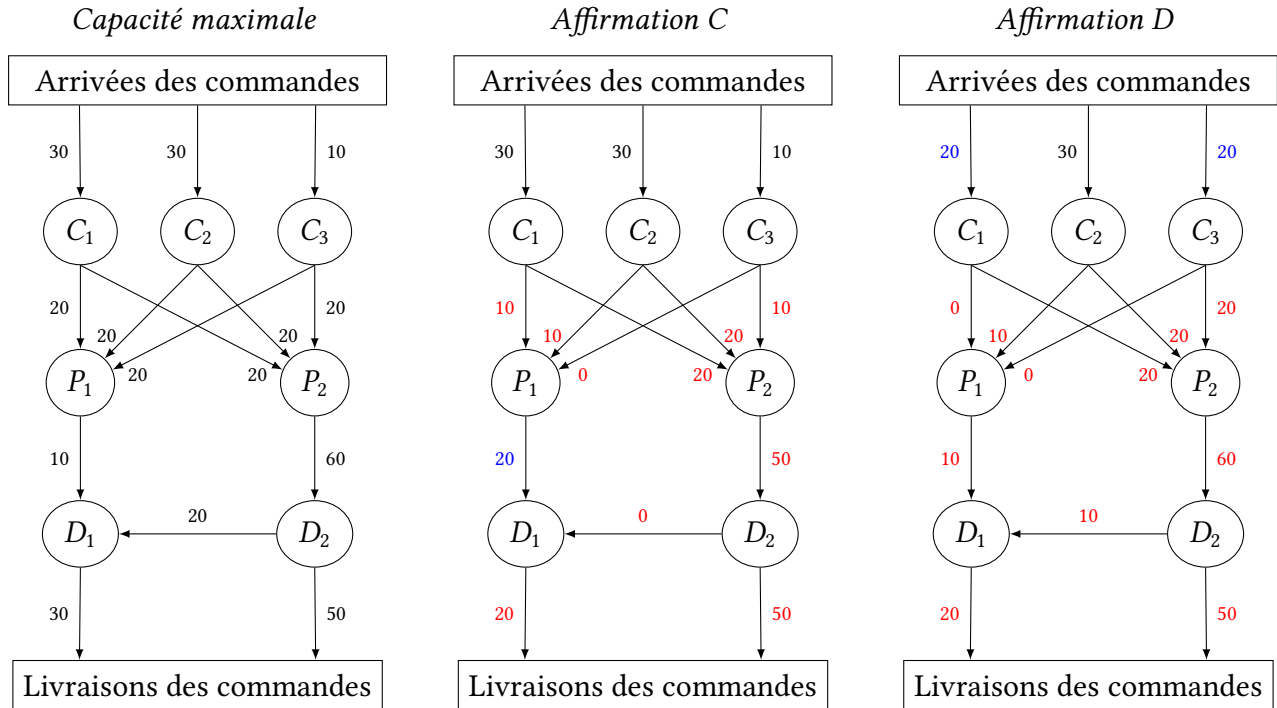 Capacité maximale Affirmation C Affirmation D
Arrivées des commandes Arrivées des commandes Arrivées des commandes
30 30 10 30 30 10 20 30 20
C1 C2 C3 C1 C2 C3 C1 C2 C3
20 20 10 10 0 20
20 20 10 20 10 20
20 20 0 20 0 20
P1 P2 P1 P2 P1 P2
10 60 20 50 10 60
20 0 10
D1 D2 D1 D2 D1 D2
30 50 20 50 20 50
Livraisons des commandes Livraisons des commandes Livraisons des commandes